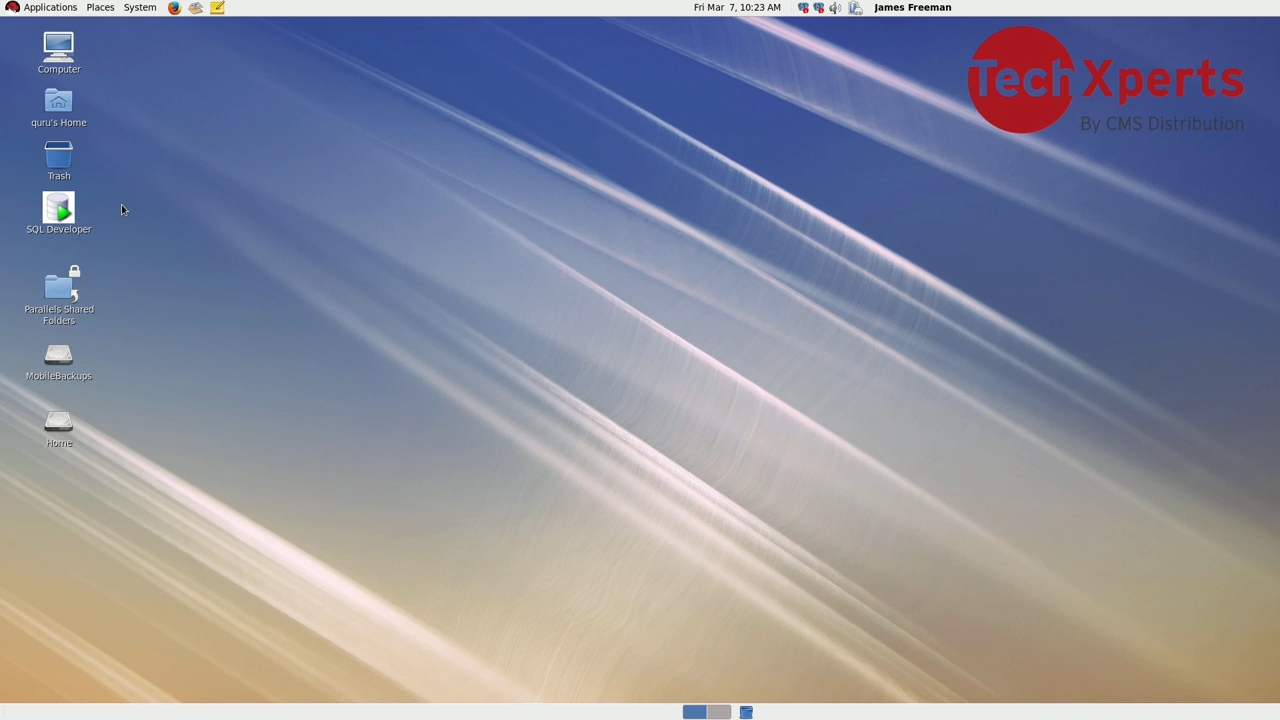 Applications Places System Fri Mar 7, 10:23 AM James Freeman
Computer
quru's Home
Trash
SQL Developer
Parallels Shared
Folders
MobileBackups
Home
TechXperts
By CMS Distribution